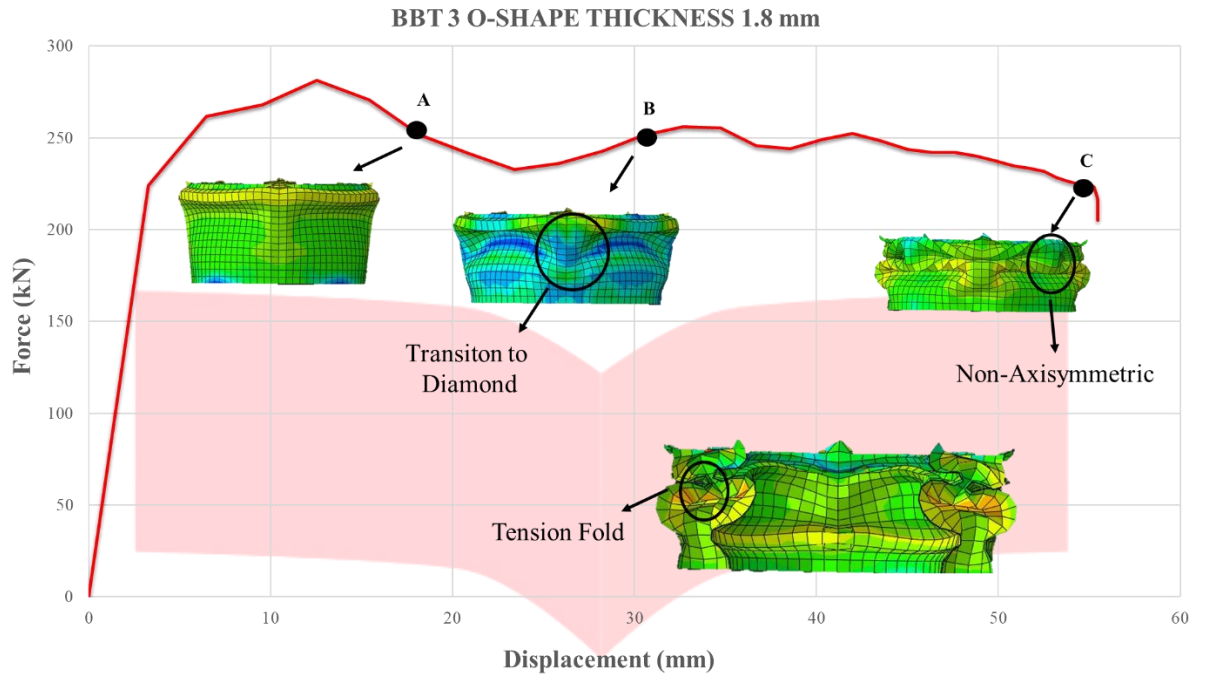 BBT 3 O-SHAPE THICKNESS 1.8 mm
300
250
200
150
100
50
0
Force (kN)
A
B
C
Transiton to
Diamond
Non-Axisymmetric
Tension Fold
0
10
20
30
40
50
60
Displacement (mm)